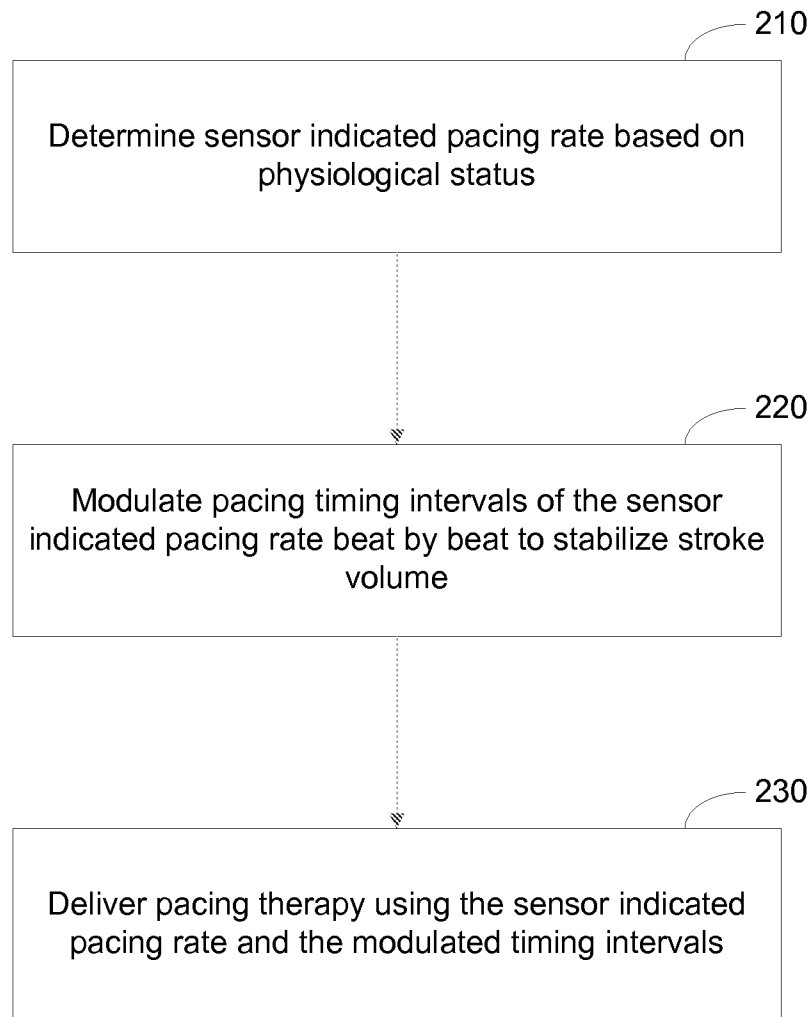 210
Determine sensor indicated pacing rate based on
physiological status
220
Modulate pacing timing intervals of the sensor
indicated pacing rate beat by beat to stabilize stroke
volume
230
Deliver pacing therapy using the sensor indicated
pacing rate and the modulated timing intervals